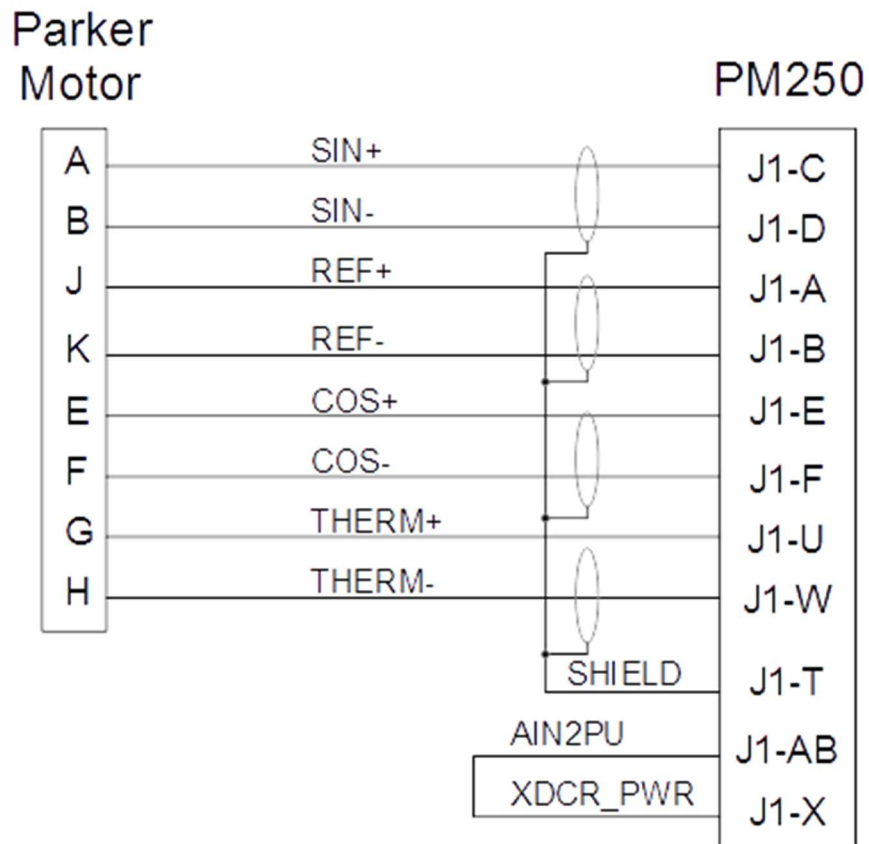 Parker
Motor
PM250
A SIN+ J1-C
B SIN- J1-D
J REF+ J1-A
K REF- J1-B
E COS+ J1-E
F COS- J1-F
G THERM+ J1-U
H THERM- J1-W
SHIELD J1-T
AIN2PU J1-AB
XDCR_PWR J1-X